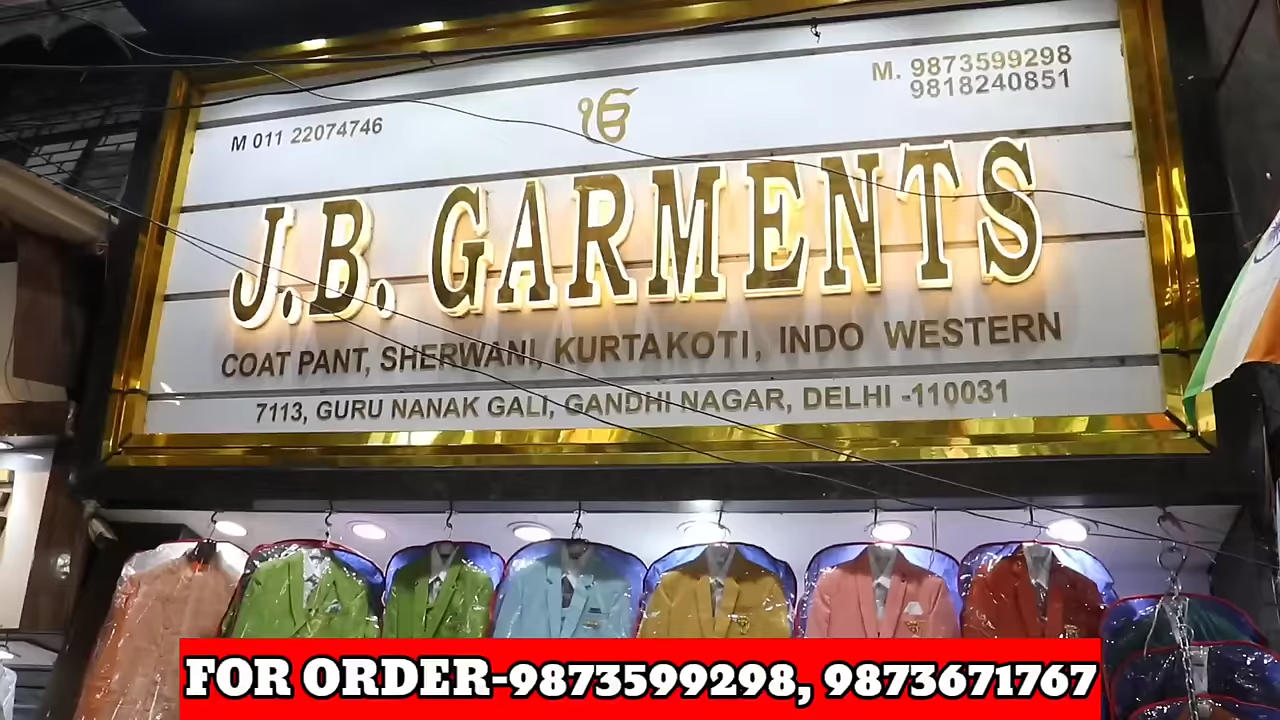 M. 9873599298
9818240851
M 011 22074746
ੴ
J.B. GARMENTS
COAT PANT, SHERWANI, KURTAKOTI, INDO WESTERN
7113, GURU NANAK GALI, GANDHI NAGAR, DELHI -110031
FOR ORDER-9873599298, 9873671767